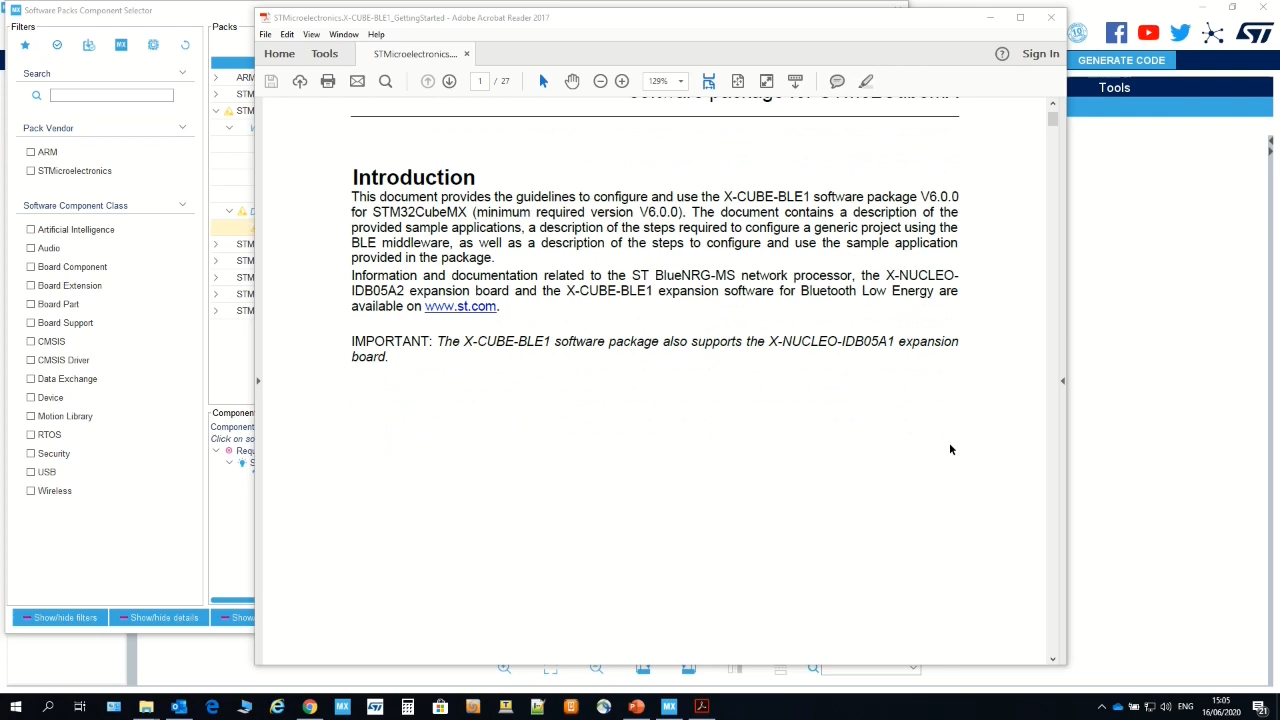 Software Packs Component Selector
STMicroelectronics.X-CUBE-BLE1_GettingStarted - Adobe Acrobat Reader 2017
Filters
Packs
File Edit View Window Help
Home
Tools
STMicroelectronics....
Sign In
GENERATE CODE
Tools
MX
Search
1 / 27
129%
Pack Vendor
ARM
STMicroelectronics
Software Component Class
Artificial Intelligence
Audio
Board Component
Board Extension
Board Part
Board Support
CMSIS
CMSIS Driver
Data Exchange
Device
Motion Library
RTOS
Security
USB
Wireless
Show/hide filters
Show/hide details
Introduction
This document provides the guidelines to configure and use the X-CUBE-BLE1 software package V6.0.0
for STM32CubeMX (minimum required version V6.0.0). The document contains a description of the
provided sample applications, a description of the steps required to configure a generic project using the
BLE middleware, as well as a description of the steps to configure and use the sample application
provided in the package.
Information and documentation related to the ST BlueNRG-MS network processor, the X-NUCLEO-
IDB05A2 expansion board and the X-CUBE-BLE1 expansion software for Bluetooth Low Energy are
available on www.st.com.
IMPORTANT: The X-CUBE-BLE1 software package also supports the X-NUCLEO-IDB05A1 expansion
board.
ENG
15:05
16/06/2020
21